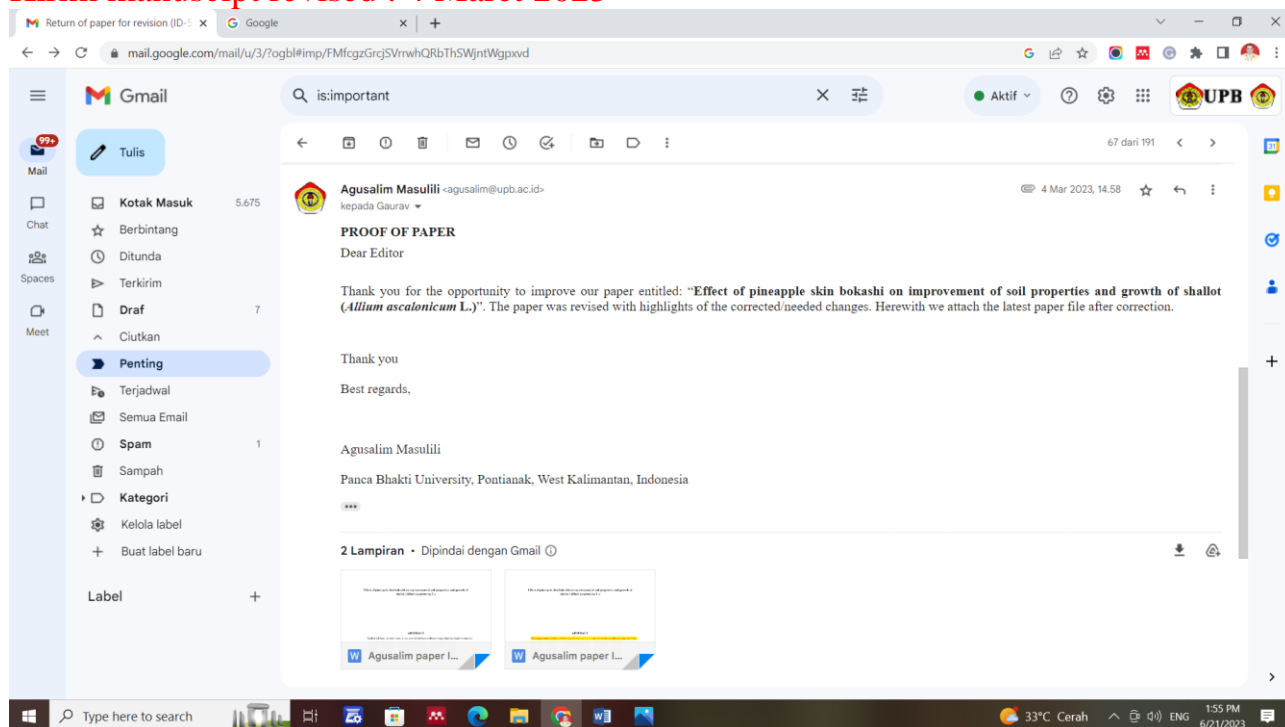 Return of paper for revision (ID-5
Google
mail.google.com/mail/u/3/?ogbl#imp/FMfcgzGrcjSVrrwhQRbThSWjntWgpxvd
Gmail
is:important
Aktif
UPB
99+
Mail
Chat
Spaces
Meet
Tulis
Kotak Masuk 5.675
Berbintang
Ditunda
Terkirim
Draf 7
Ciutkan
Penting
Terjadwal
Semua Email
Spam 1
Sampah
Kategori
Kelola label
Buat label baru
Label
67 dari 191
Agusalim Masulili <agusalim@upb.ac.id>
4 Mar 2023, 14.58
kepada Gaurav
PROOF OF PAPER
Dear Editor
Thank you for the opportunity to improve our paper entitled: “Effect of pineapple skin bokashi on improvement of soil properties and growth of shallot
(Allium ascalonicum L.)”. The paper was revised with highlights of the corrected/needed changes. Herewith we attach the latest paper file after correction.
Thank you
Best regards,
Agusalim Masulili
Panca Bhakti University, Pontianak, West Kalimantan, Indonesia
2 Lampiran • Dipindai dengan Gmail
Agusalim paper I...
Agusalim paper I...
Type here to search
33°C Cerah
ENG
1:55 PM
6/21/2023